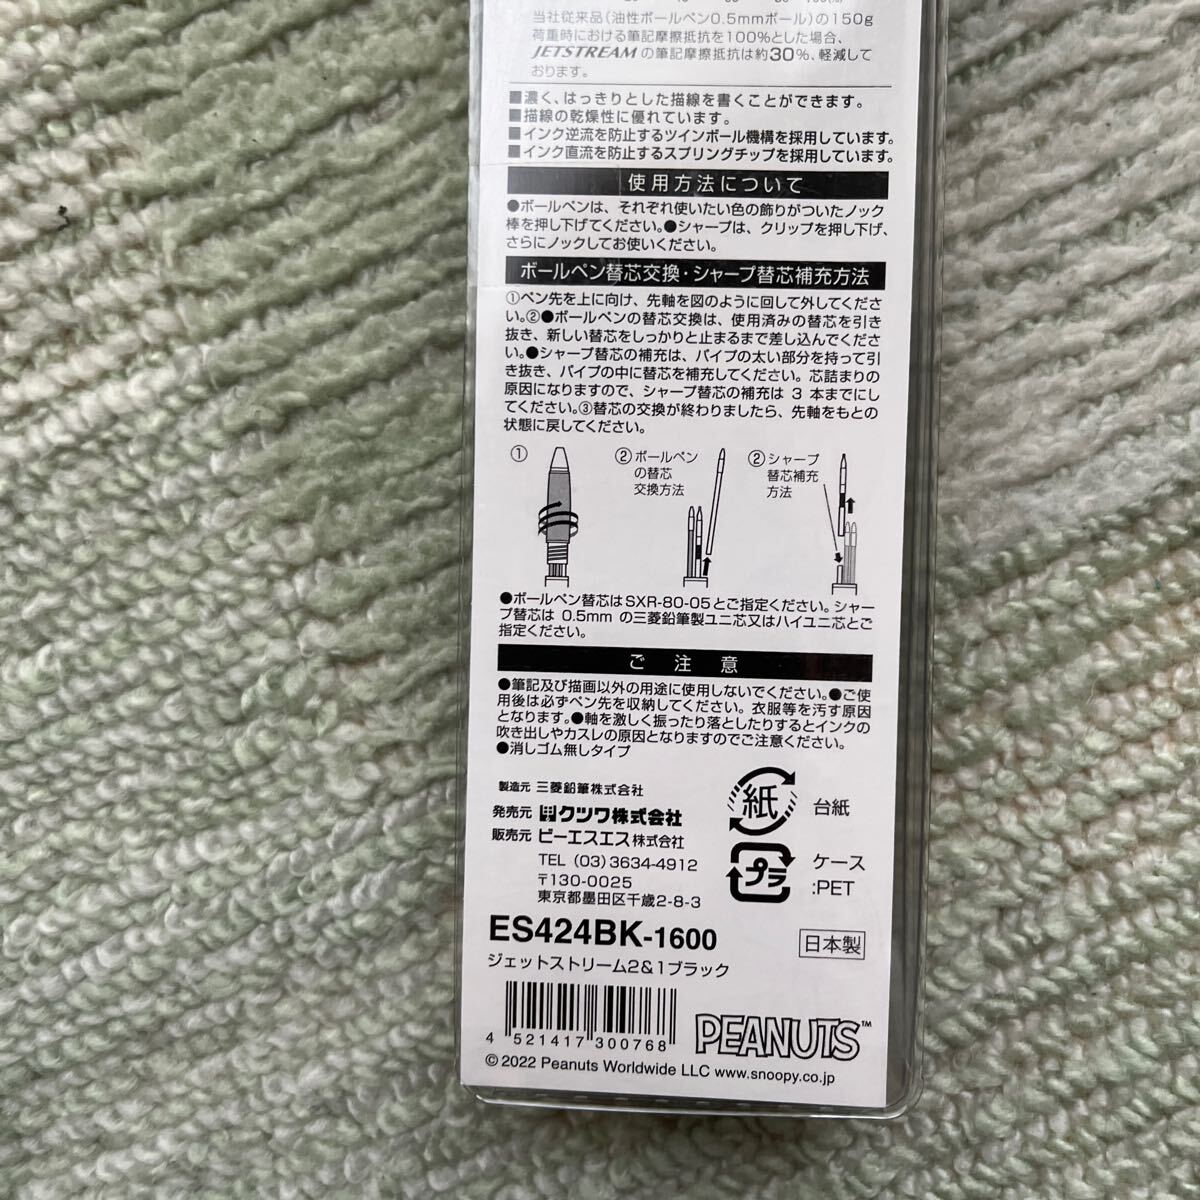 当社従来品(油性ボールペン0.5mmボール)の150g
荷重時における筆記摩擦抵抗を100%とした場合、
JETSTREAMの筆記摩擦抵抗は約30%、軽減して
おります。
■濃く、はっきりとした描線を書くことができます。
■描線の乾燥性に優れています。
■インク逆流を防止するツインボール機構を採用しています。
■インク直流を防止するスプリングチップを採用しています。
使用方法について
●ボールペンは、それぞれ使いたい色の飾りがついたノック
棒を押し下げてください。●シャープは、クリップを押し下げ、
さらにノックしてお使いください。
ボールペン替芯交換・シャープ替芯補充方法
①ペン先を上に向け、先軸を図のように回して外してくださ
い。②●ボールペンの替芯交換は、使用済みの替芯を引き
抜き、新しい替芯をしっかりと止まるまで差し込んでくださ
い。●シャープ替芯の補充は、パイプの太い部分を持って引
き抜き、パイプの中に替芯を補充してください。芯詰まりの
原因になりますので、シャープ替芯の補充は3本までにし
てください。③替芯の交換が終わりましたら、先軸をもとの
状態に戻してください。
①
②ボールペン
の替芯
交換方法
②シャープ
替芯補充
方法
●ボールペン替芯はSXR-80-05とご指定ください。シャー
プ替芯は 0.5mm の三菱鉛筆製ユニ芯又はハイユニ芯とご
指定ください。
ご注意
●筆記及び描画以外の用途に使用しないでください。●ご使
用後は必ずペン先を収納してください。衣服等を汚す原因
となります。●軸を激しく振ったり落としたりするとインクの
吹き出しやカスレの原因となりますのでご注意ください。
●消しゴム無しタイプ
製造元 三菱鉛筆株式会社
発売元 クツワ株式会社
販売元 ビーエスエス株式会社
TEL (03) 3634-4912
〒130-0025
東京都墨田区千歳2-8-3
紙 台紙
プラ ケース
:PET
ES424BK-1600
日本製
ジェットストリーム2&1ブラック
4 521417 300768
PEANUTS™
© 2022 Peanuts Worldwide LLC www.snoopy.co.jp